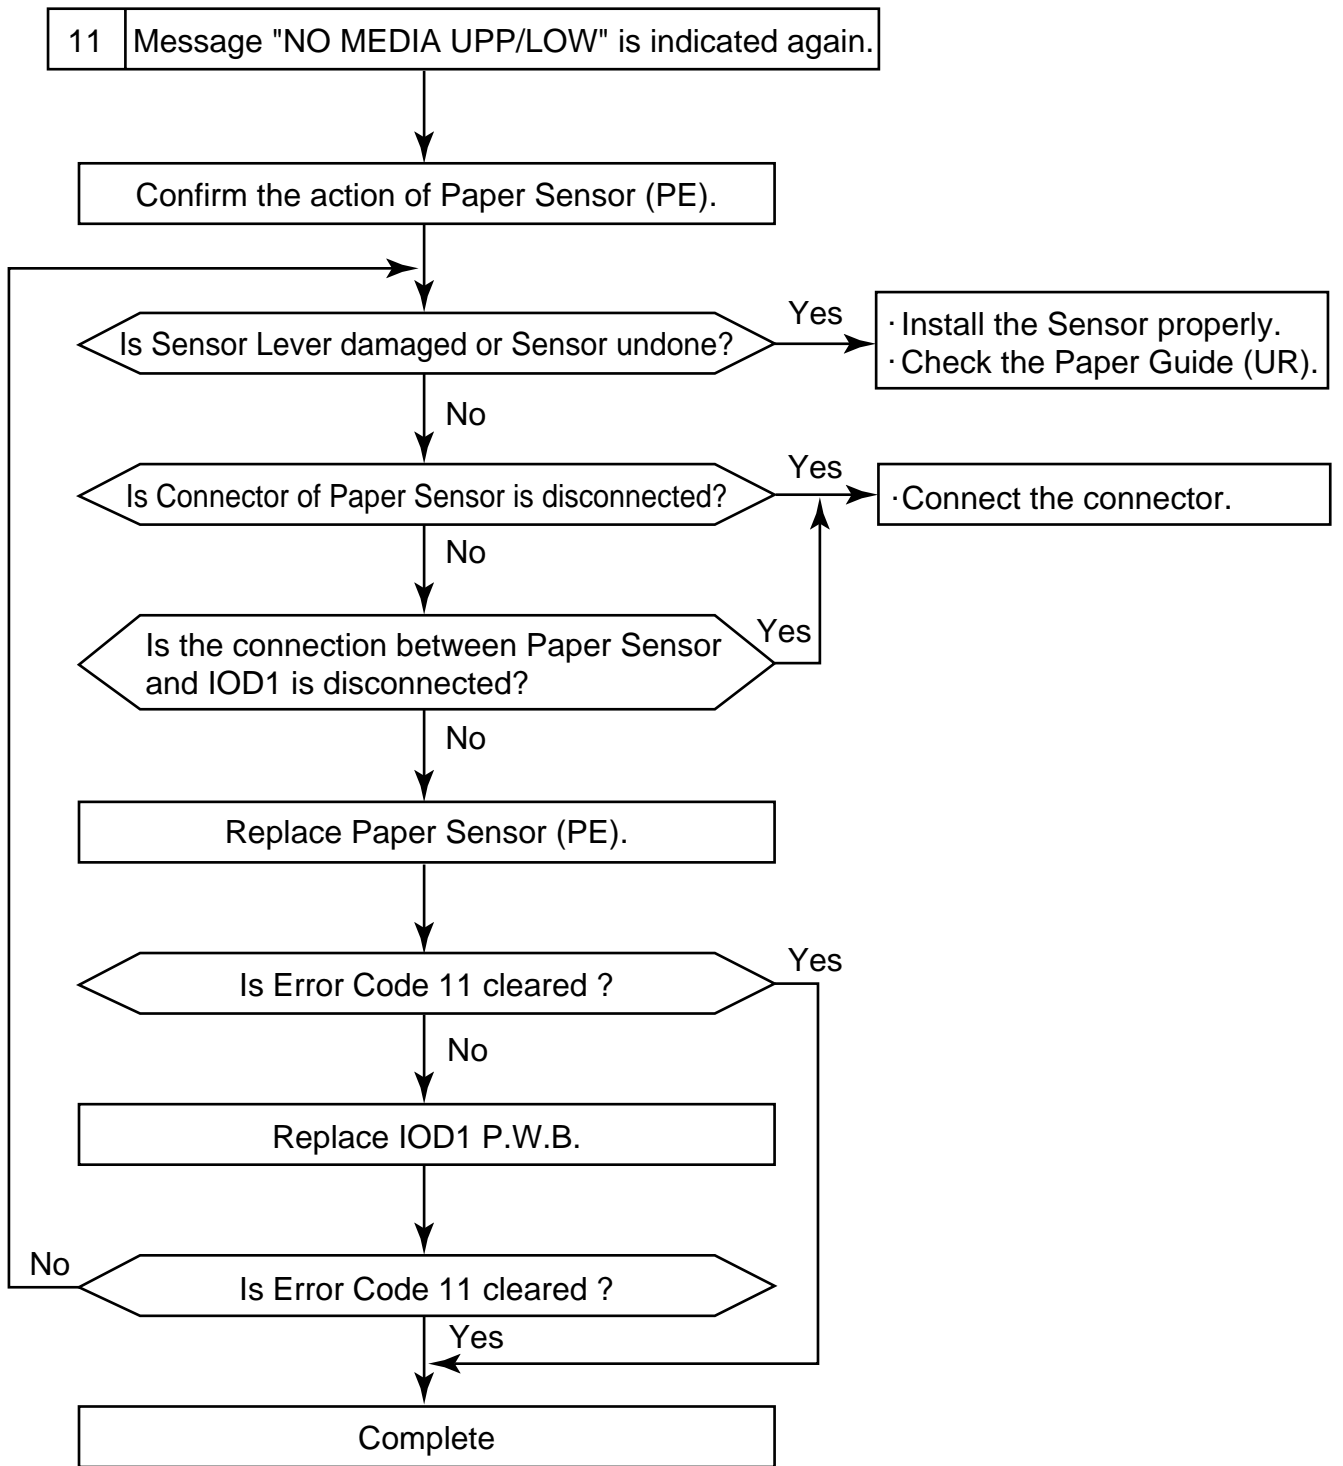 11 Message "NO MEDIA UPP/LOW" is indicated again.
Confirm the action of Paper Sensor (PE).
Is Sensor Lever damaged or Sensor undone?
Yes
· Install the Sensor properly.
· Check the Paper Guide (UR).
No
Is Connector of Paper Sensor is disconnected?
Yes
· Connect the connector.
No
Is the connection between Paper Sensor
and IOD1 is disconnected?
Yes
No
Replace Paper Sensor (PE).
Is Error Code 11 cleared ?
Yes
No
Replace IOD1 P.W.B.
Is Error Code 11 cleared ?
No
Yes
Complete